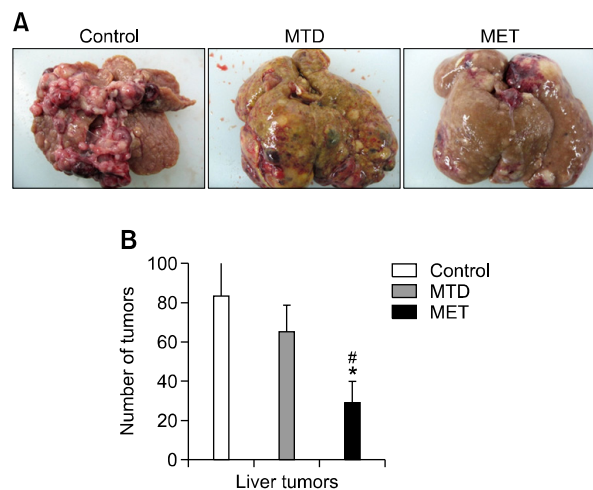 A
Control MTD MET
B
100
80
60
40
20
0
Number of tumors
#
*
Liver tumors
Control
MTD
MET